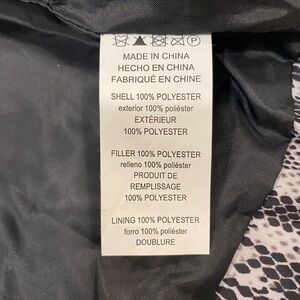 MADE IN CHINA
HECHO EN CHINA
FABRIQUÉ EN CHINE
SHELL 100% POLYESTER
exterior 100% poliéster
EXTÉRIEUR
100% POLYESTER
FILLER 100% POLYESTER
relleno 100% poliéster
PRODUIT DE
REMPLISSAGE
100% POLYESTER
LINING 100% POLYESTER
forro 100% poliéster
DOUBLURE